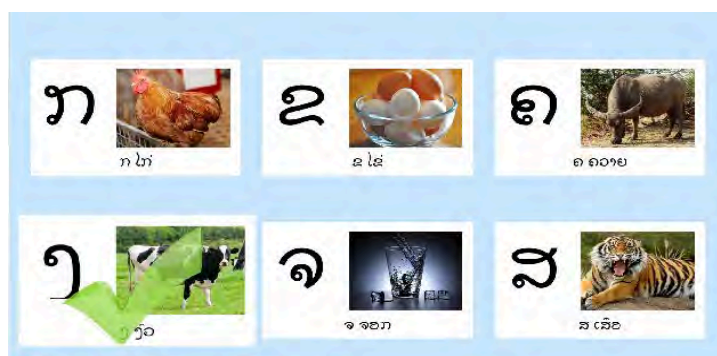 ກ
ກ ໄກ່
ຂ
ຂ ໄຂ່
ຄ
ຄ ຄວາຍ
ງ
ງ ງົວ
ຈ
ຈ ຈອກ
ສ
ສ ເສືອ